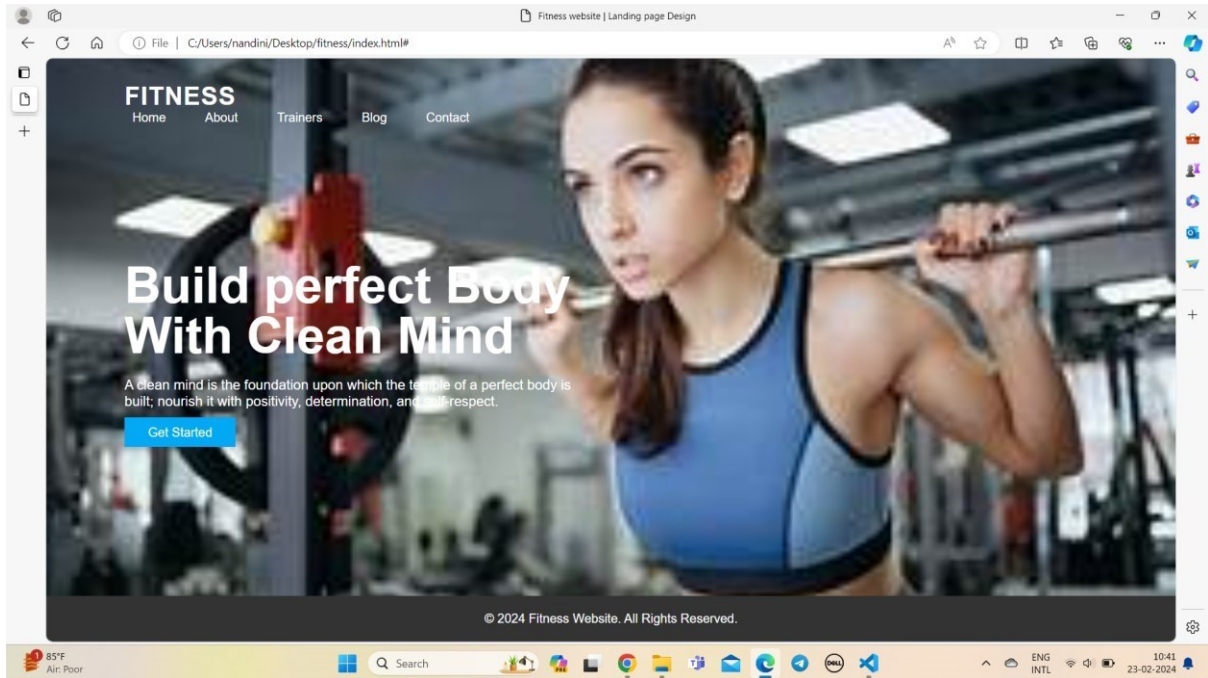 Fitness website | Landing page Design
File | C:/Users/nandini/Desktop/fitness/index.html#
FITNESS
Home About Trainers Blog Contact
Build perfect Body
With Clean Mind
A clean mind is the foundation upon which the temple of a perfect body is
built; nourish it with positivity, determination, and self-respect.
Get Started
© 2024 Fitness Website. All Rights Reserved.
1
85°F
Air: Poor
Search
DELL
ENG
INTL
10:41
23-02-2024